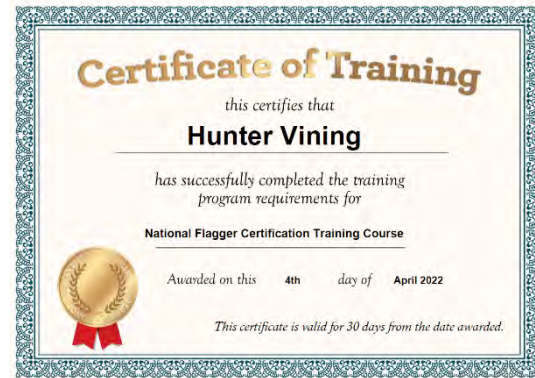 Certificate of Training
this certifies that
Hunter Vining
has successfully completed the training
program requirements for
National Flagger Certification Training Course
Awarded on this 4th day of April 2022
This certificate is valid for 30 days from the date awarded.